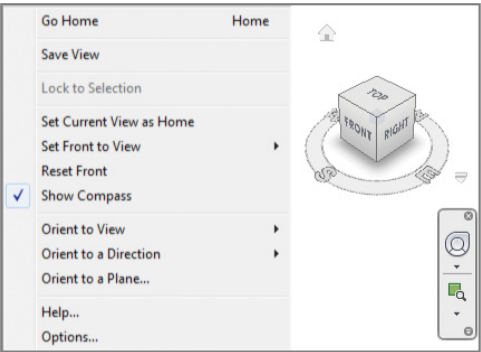 Go Home Home
Save View
Lock to Selection
Set Current View as Home
Set Front to View
Reset Front
Show Compass
Orient to View
Orient to a Direction
Orient to a Plane...
Help...
Options...
TOP
FRONT RIGHT
S E